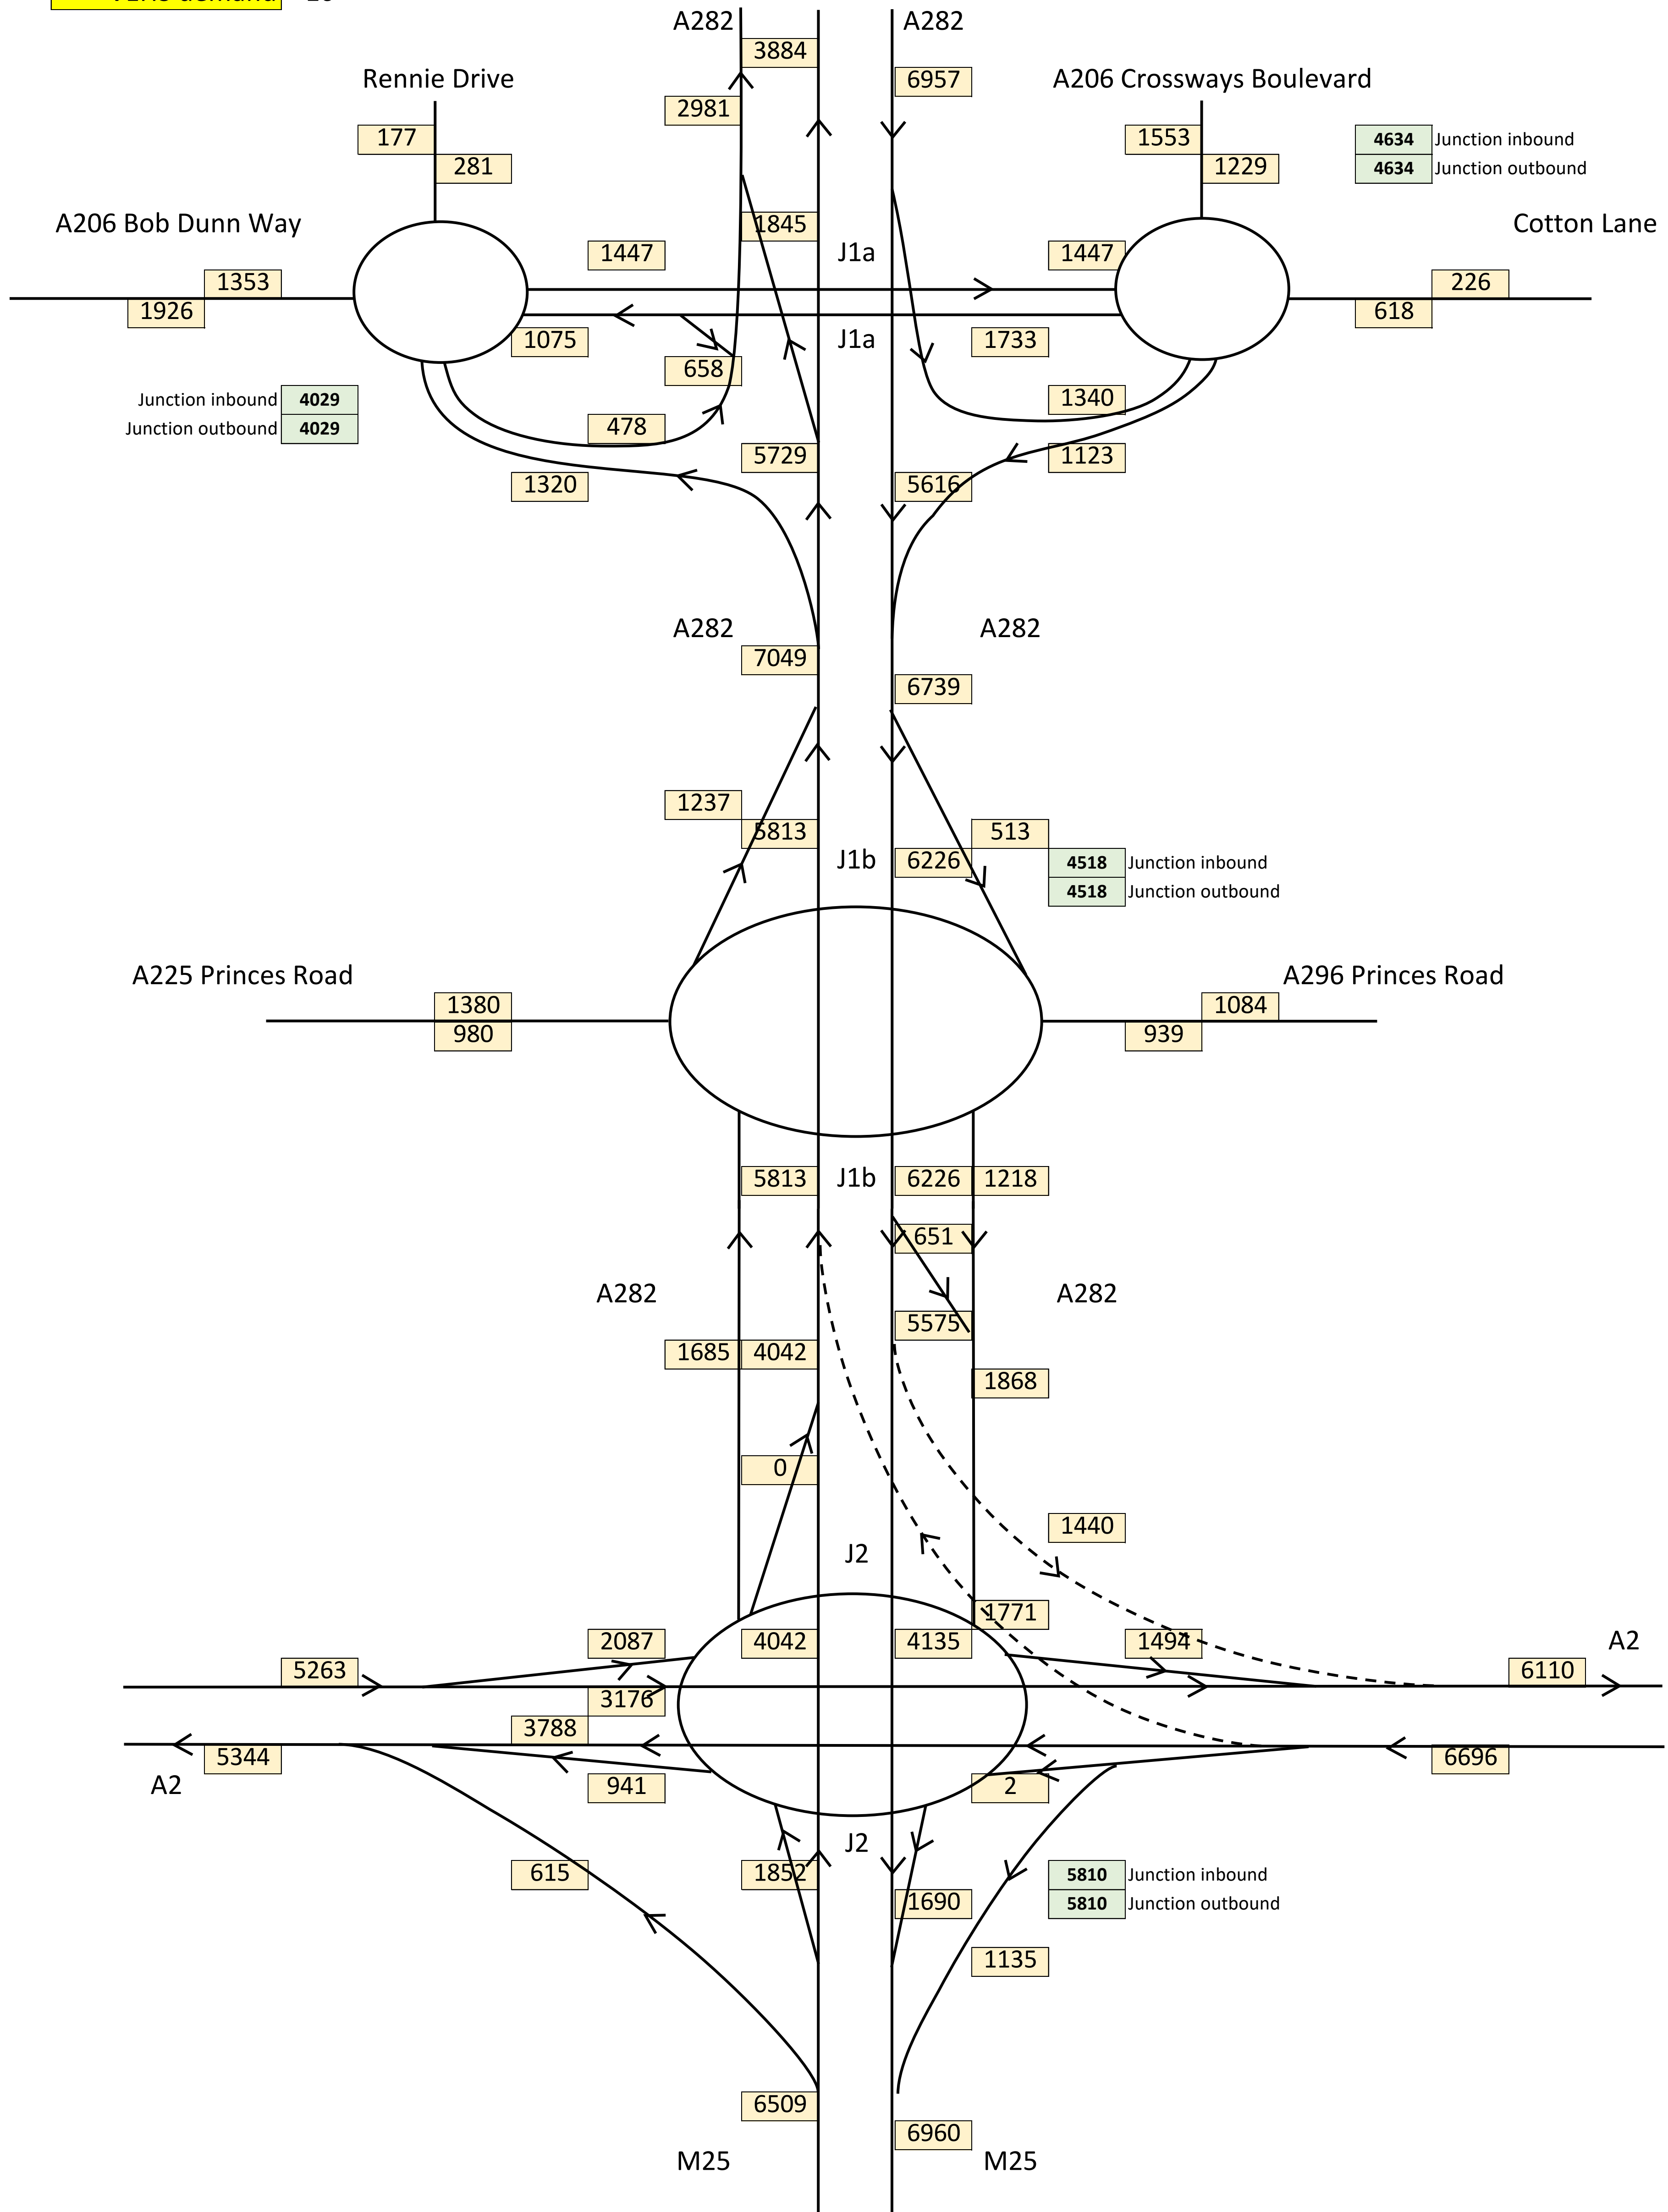 A282
A282
3884
6957
Rennie Drive
A206 Crossways Boulevard
2981
177
1553
4634 Junction inbound
281
1229
4634 Junction outbound
A206 Bob Dunn Way
1845
Cotton Lane
1447
J1a
1447
1353
226
1926
618
1075
J1a
1733
658
Junction inbound 4029
1340
Junction outbound 4029
478
5729
1123
1320
5616
A282
A282
7049
6739
1237
5813
513
J1b
6226
4518 Junction inbound
4518 Junction outbound
A225 Princes Road
A296 Princes Road
1380
1084
980
939
5813
J1b
6226
1218
651
A282
A282
5575
1685
4042
1868
0
1440
J2
1771
2087
4042
4135
1494
A2
5263
6110
3176
3788
5344
6696
A2
941
2
J2
615
1852
5810 Junction inbound
1690
5810 Junction outbound
1135
6509
6960
M25
M25